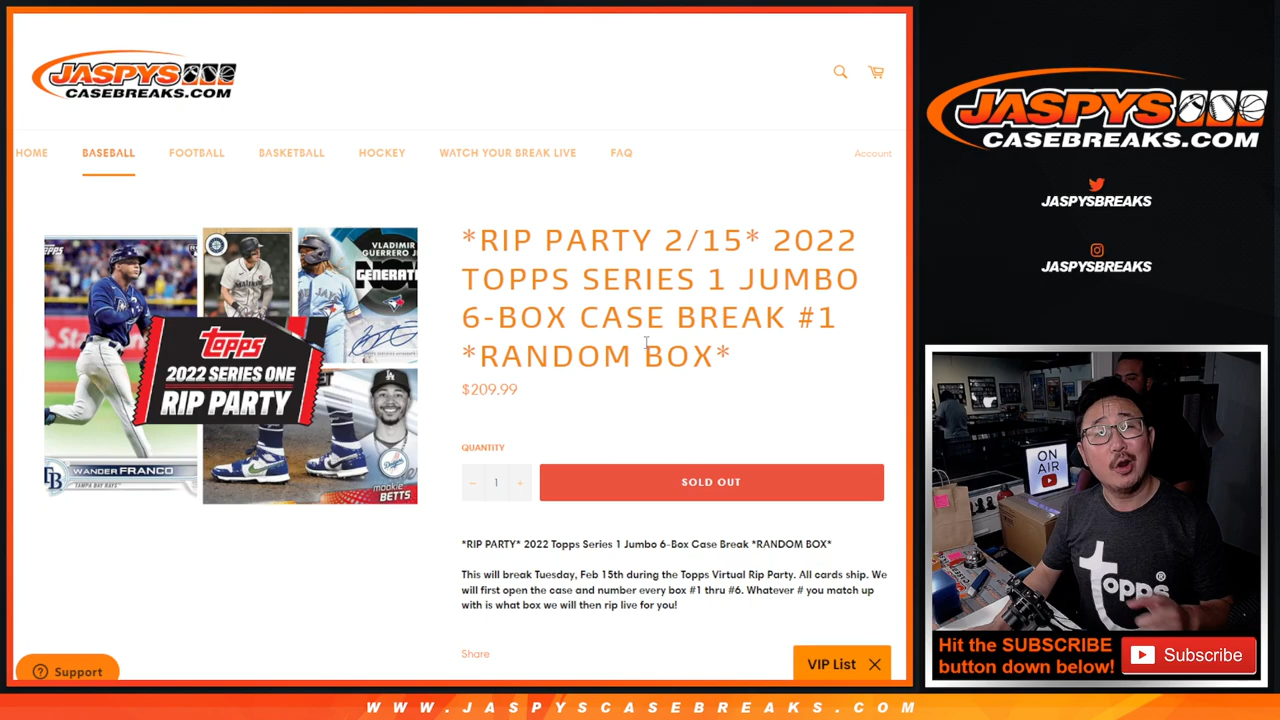 JASPYS
CASEBREAKS.COM
HOME
BASEBALL
FOOTBALL
BASKETBALL
HOCKEY
WATCH YOUR BREAK LIVE
FAQ
Account
*RIP PARTY 2/15* 2022
TOPPS SERIES 1 JUMBO
6-BOX CASE BREAK #1
*RANDOM BOX*
$209.99
QUANTITY
− 1 +
SOLD OUT
*RIP PARTY* 2022 Topps Series 1 Jumbo 6-Box Case Break *RANDOM BOX*
This will break Tuesday, Feb 15th during the Topps Virtual Rip Party. All cards ship. We
will first open the case and number every box #1 thru #6. Whatever # you match up
with is what box we will then rip live for you!
Share
VIP List
Support
TOPPS
VLADIMIR
GUERRERO JR
GENERAT
topps
2022 SERIES ONE
RIP PARTY
WANDER FRANCO
TAMPA BAY RAYS
mookie
BETTS
JASPYS
CASEBREAKS.COM
JASPYSBREAKS
JASPYSBREAKS
ON
AIR
topps
Hit the SUBSCRIBE
button down below!
Subscribe
WWW.JASPYSCASEBREAKS.COM